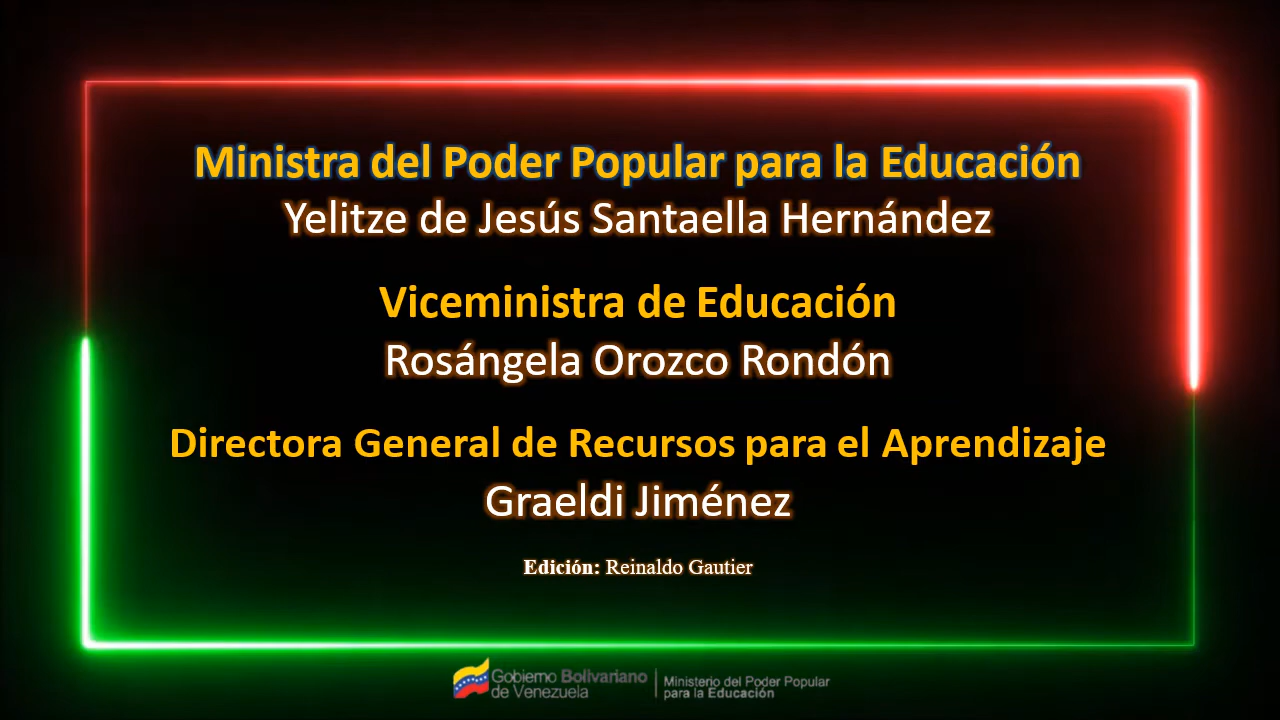 Ministra del Poder Popular para la Educación
Yelitze de Jesús Santaella Hernández
Viceministra de Educación
Rosángela Orozco Rondón
Directora General de Recursos para el Aprendizaje
Graeldi Jiménez
Edición: Reinaldo Gautier
Gobierno Bolivariano
de Venezuela
Ministerio del Poder Popular
para la Educación